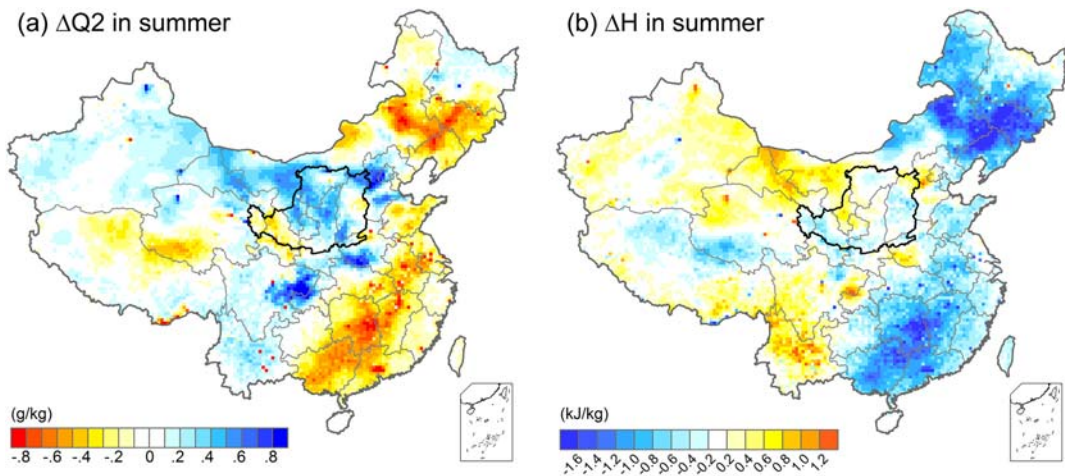 (a) ΔQ2 in summer
(b) ΔH in summer
(g/kg)
-.8 -.6 -.4 -.2 0 .2 .4 .6 .8
(kJ/kg)
-1.6 -1.4 -1.2 -1.0 -0.8 -0.6 -0.4 -0.2 0.2 0.4 0.6 0.8 1.0 1.2